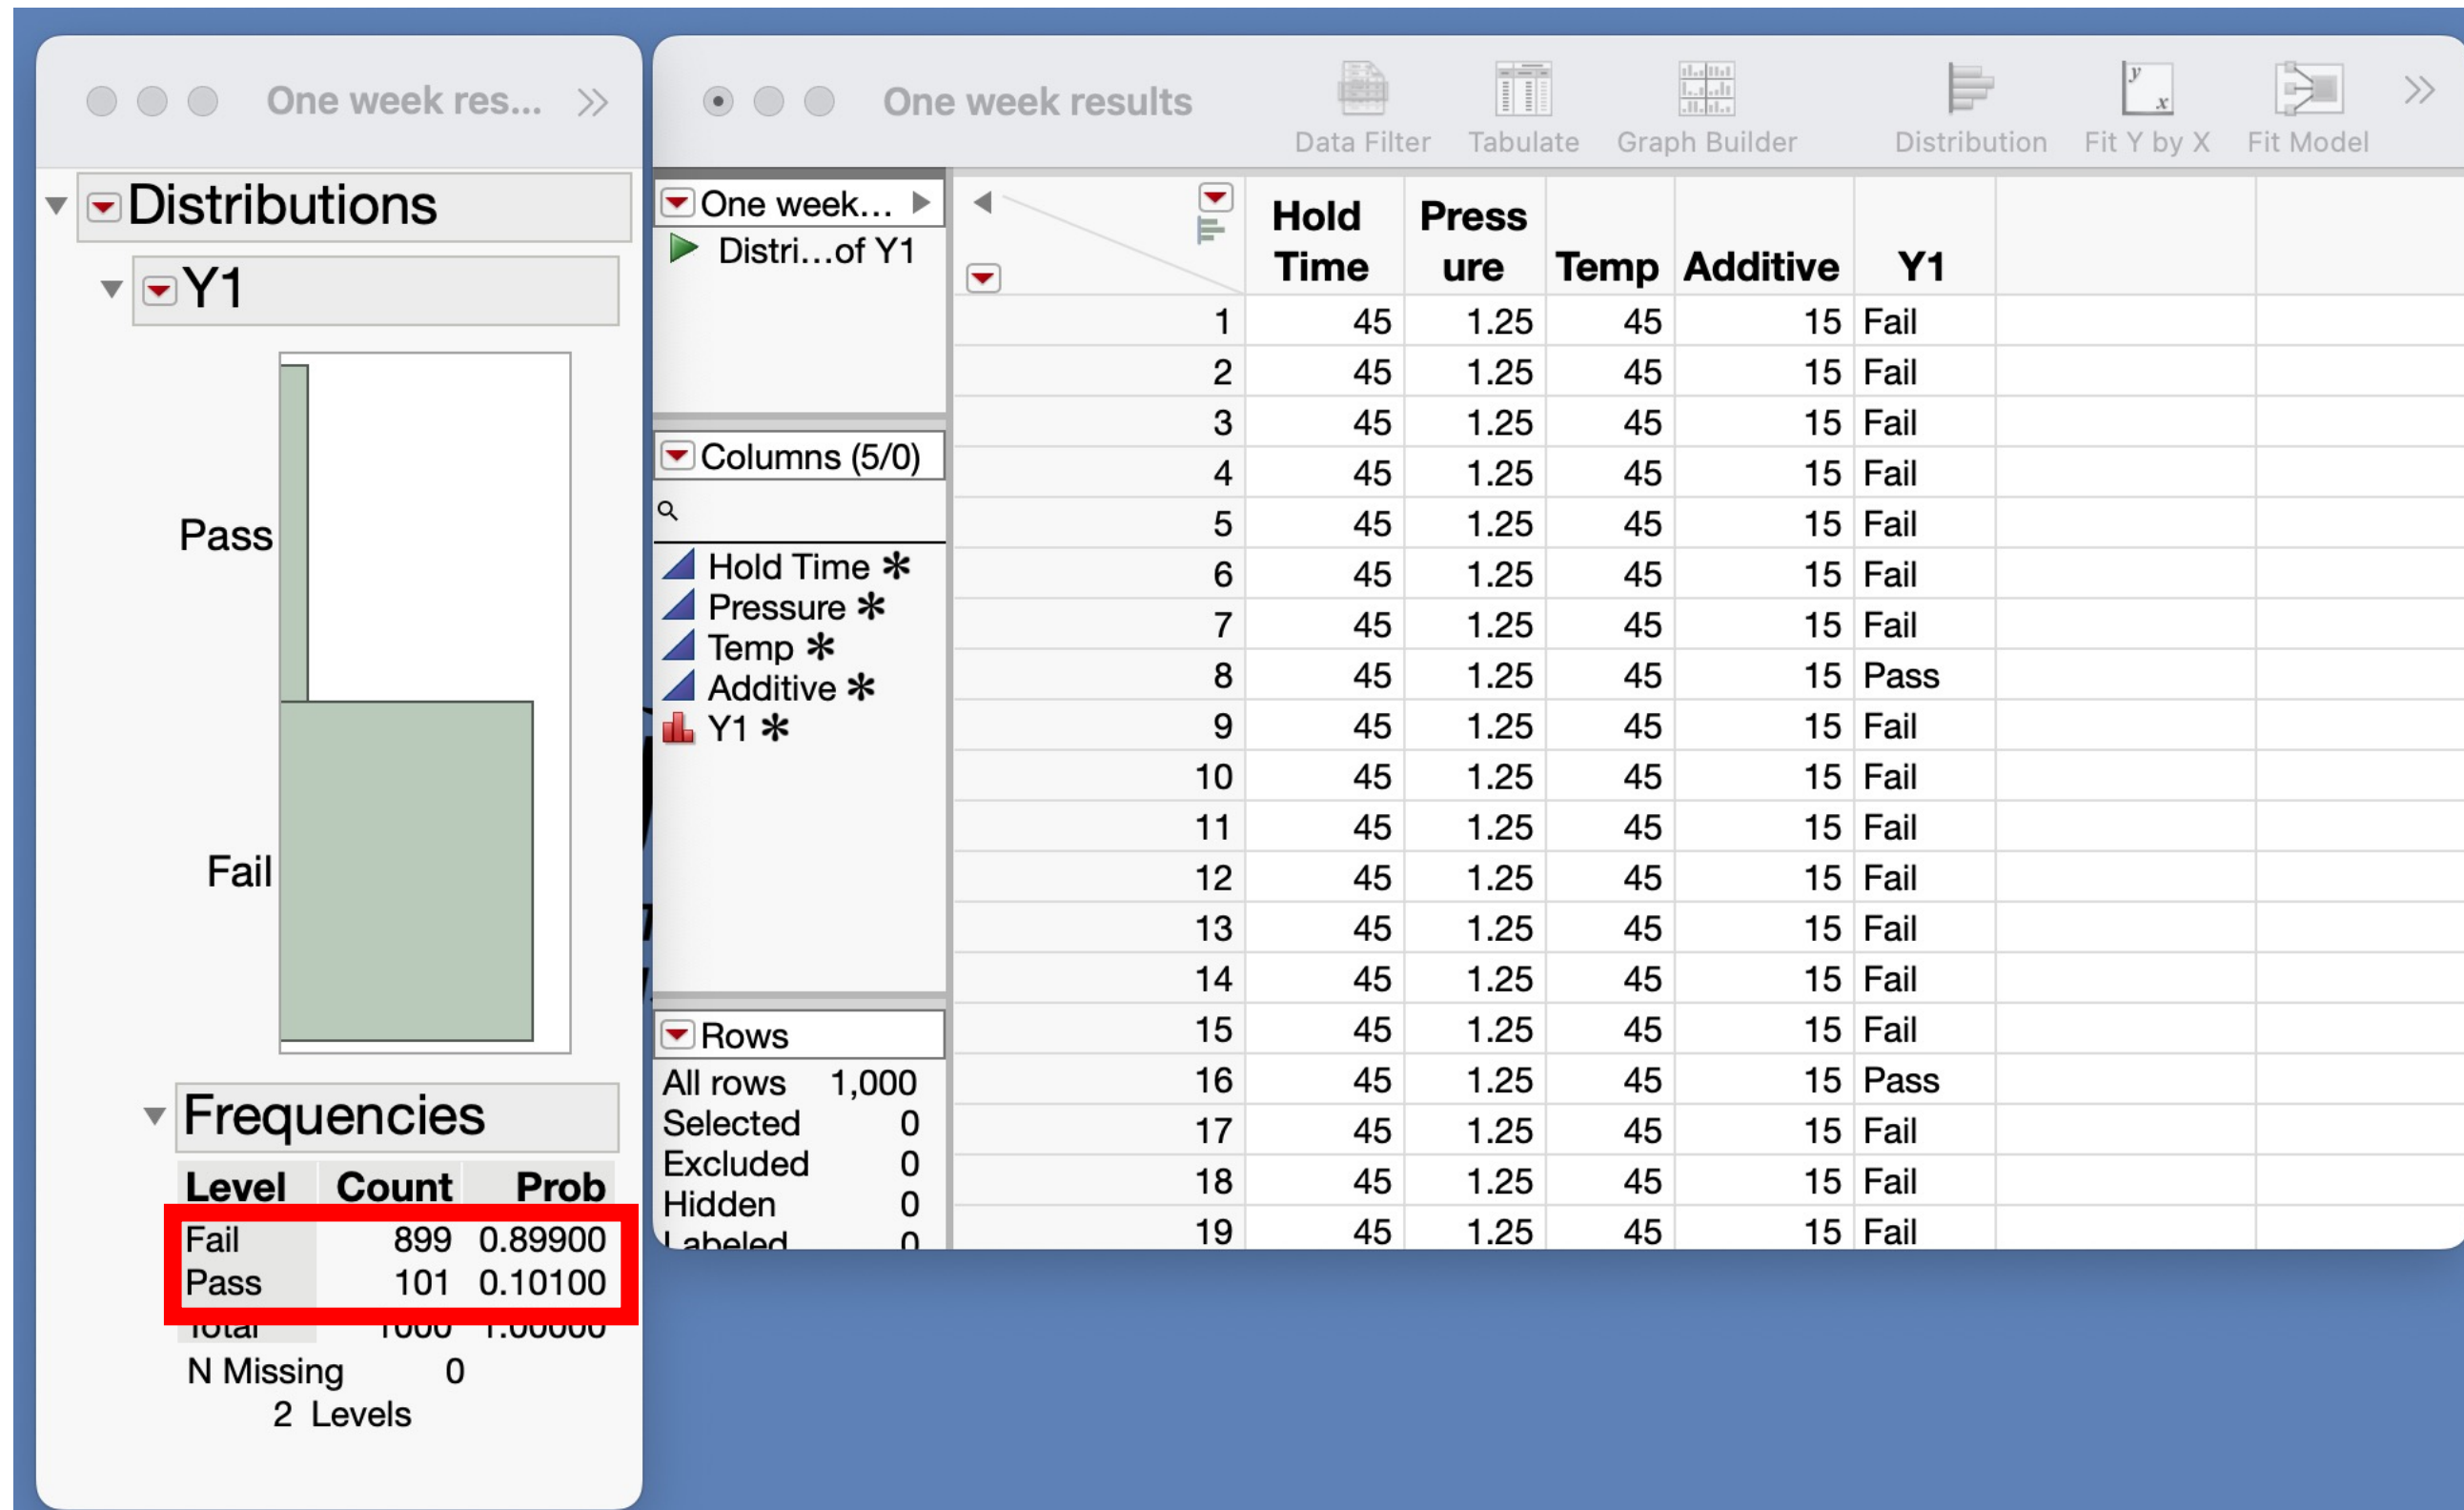 One week res...
Distributions
Y1
Pass
Fail
Frequencies
Level Count Prob
Fail 899 0.89900
Pass 101 0.10100
Total 1000 1.00000
N Missing 0
2 Levels
One week results
Data Filter Tabulate Graph Builder Distribution Fit Y by X Fit Model
One week...
Distri...of Y1
Columns (5/0)
Hold Time *
Pressure *
Temp *
Additive *
Y1 *
Rows
All rows 1,000
Selected 0
Excluded 0
Hidden 0
Labeled 0
Hold Press
Time ure Temp Additive Y1
1 45 1.25 45 15 Fail
2 45 1.25 45 15 Fail
3 45 1.25 45 15 Fail
4 45 1.25 45 15 Fail
5 45 1.25 45 15 Fail
6 45 1.25 45 15 Fail
7 45 1.25 45 15 Fail
8 45 1.25 45 15 Pass
9 45 1.25 45 15 Fail
10 45 1.25 45 15 Fail
11 45 1.25 45 15 Fail
12 45 1.25 45 15 Fail
13 45 1.25 45 15 Fail
14 45 1.25 45 15 Fail
15 45 1.25 45 15 Fail
16 45 1.25 45 15 Pass
17 45 1.25 45 15 Fail
18 45 1.25 45 15 Fail
19 45 1.25 45 15 Fail